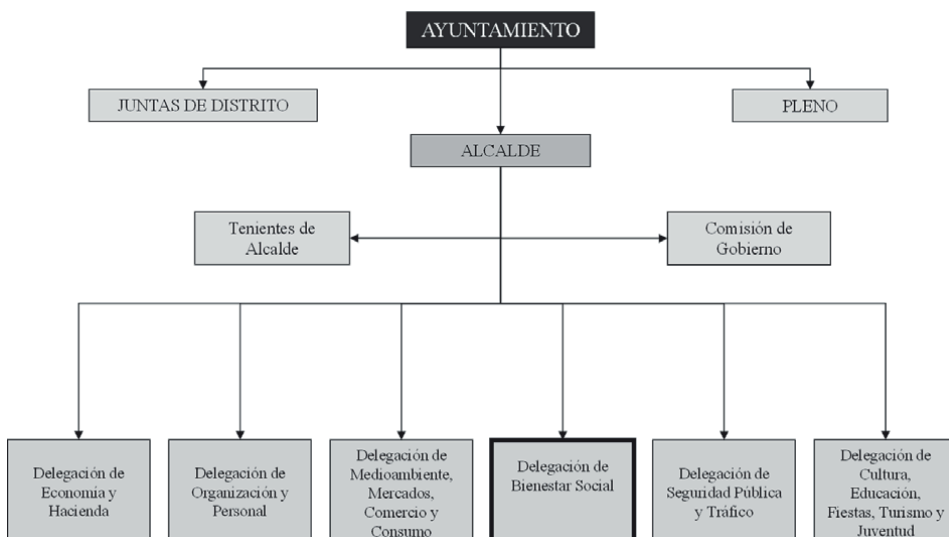 AYUNTAMIENTO
JUNTAS DE DISTRITO
PLENO
ALCALDE
Tenientes de
Alcalde
Comisión de
Gobierno
Delegación de
Economía y
Hacienda
Delegación de
Organización y
Personal
Delegación de
Medioambiente,
Mercados,
Comercio y
Consumo
Delegación de
Bienestar Social
Delegación de
Seguridad Pública
y Tráfico
Delegación de
Cultura,
Educación,
Fiestas, Turismo y
Juventud